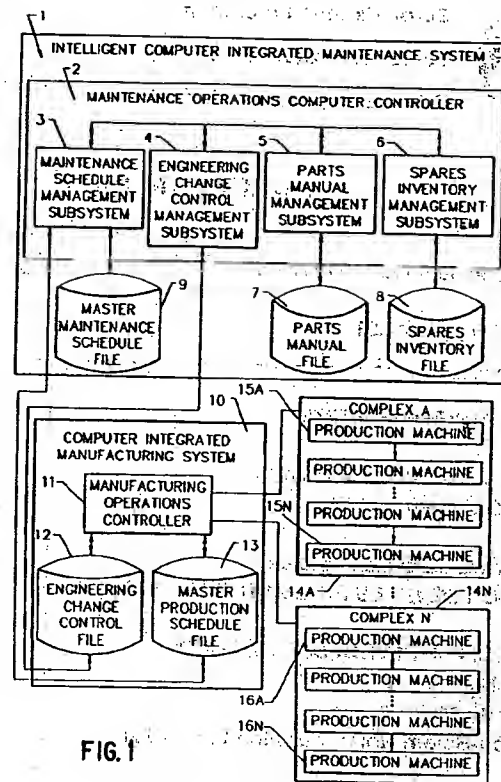 1
INTELLIGENT COMPUTER INTEGRATED MAINTENANCE SYSTEM
2
MAINTENANCE OPERATIONS COMPUTER CONTROLLER
3
4
5
6
MAINTENANCE
SCHEDULE
MANAGEMENT
SUBSYSTEM
ENGINEERING
CHANGE
CONTROL
MANAGEMENT
SUBSYSTEM
PARTS
MANUAL
MANAGEMENT
SUBSYSTEM
SPARES
INVENTORY
MANAGEMENT
SUBSYSTEM
MASTER
MAINTENANCE
SCHEDULE
FILE
9
7
PARTS
MANUAL
FILE
8
SPARES
INVENTORY
FILE
10
COMPUTER INTEGRATED
MANUFACTURING
SYSTEM
11
MANUFACTURING
OPERATIONS
CONTROLLER
12
13
ENGINEERING
CHANGE
CONTROL
FILE
MASTER
PRODUCTION
SCHEDULE
FILE
15A
COMPLEX A
PRODUCTION MACHINE
PRODUCTION MACHINE
PRODUCTION MACHINE
15N
PRODUCTION MACHINE
14A
14N
COMPLEX N
PRODUCTION MACHINE
16A
PRODUCTION MACHINE
PRODUCTION MACHINE
16N
PRODUCTION MACHINE
FIG. 1